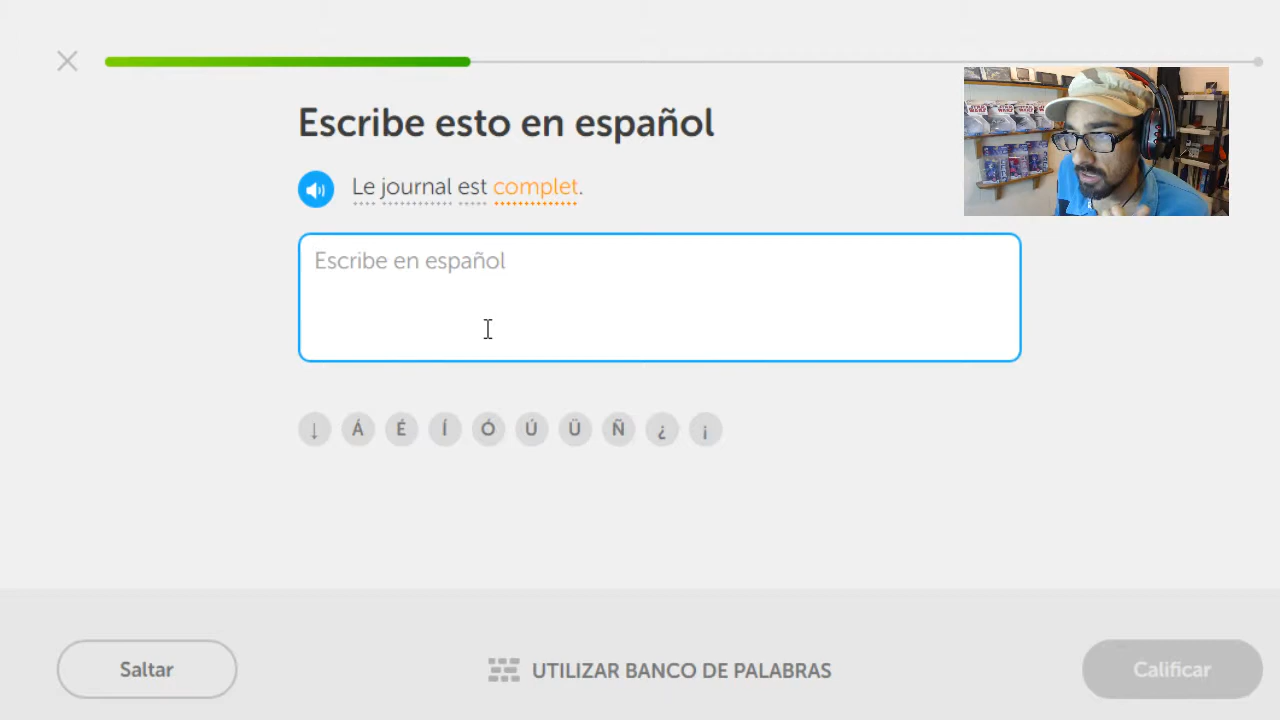 Escribe esto en español
Le journal est complet.
Escribe en español
↓ Á É Í Ó Ú Ü Ñ ¿ ¡
Saltar
UTILIZAR BANCO DE PALABRAS
Calificar